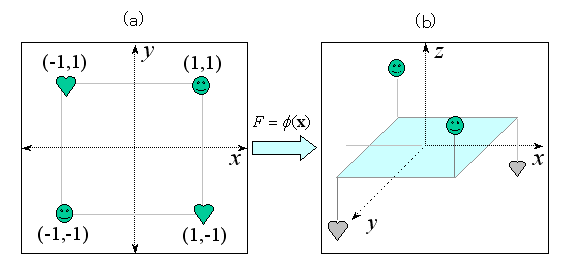 (a)
(b)
(-1,1)
y
(1,1)
x
(-1,-1)
(1,-1)
F = ϕ(x)
z
x
y